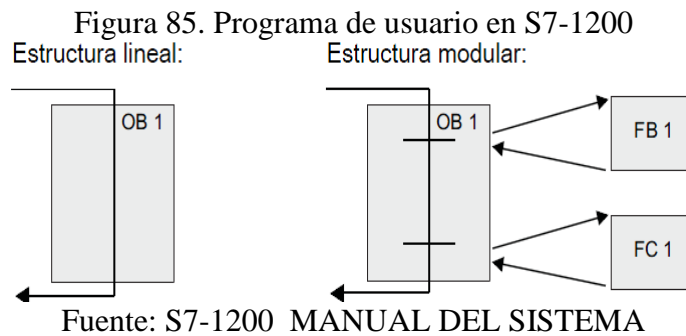 Figura 85. Programa de usuario en S7-1200
Estructura lineal:
Estructura modular:
OB 1
OB 1
FB 1
FC 1
Fuente: S7-1200 MANUAL DEL SISTEMA